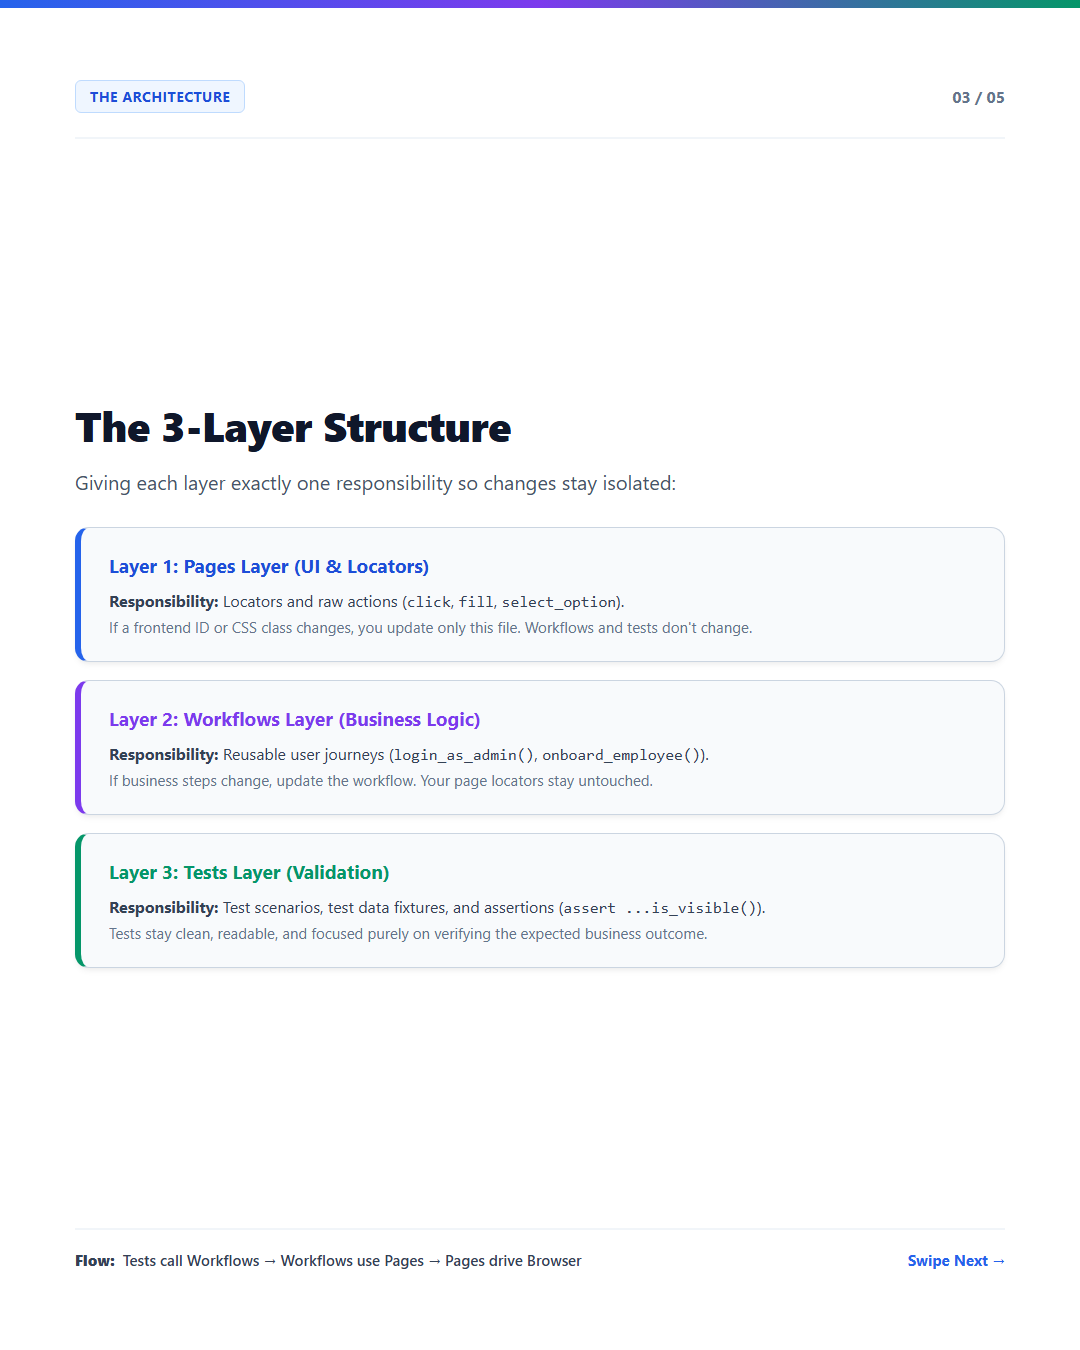 THE ARCHITECTURE
03 / 05
The 3-Layer Structure
Giving each layer exactly one responsibility so changes stay isolated:
Layer 1: Pages Layer (UI & Locators)
Responsibility: Locators and raw actions (click, fill, select_option).
If a frontend ID or CSS class changes, you update only this file. Workflows and tests don't change.
Layer 2: Workflows Layer (Business Logic)
Responsibility: Reusable user journeys (login_as_admin(), onboard_employee()).
If business steps change, update the workflow. Your page locators stay untouched.
Layer 3: Tests Layer (Validation)
Responsibility: Test scenarios, test data fixtures, and assertions (assert ...is_visible()).
Tests stay clean, readable, and focused purely on verifying the expected business outcome.
Flow: Tests call Workflows → Workflows use Pages → Pages drive Browser
Swipe Next →